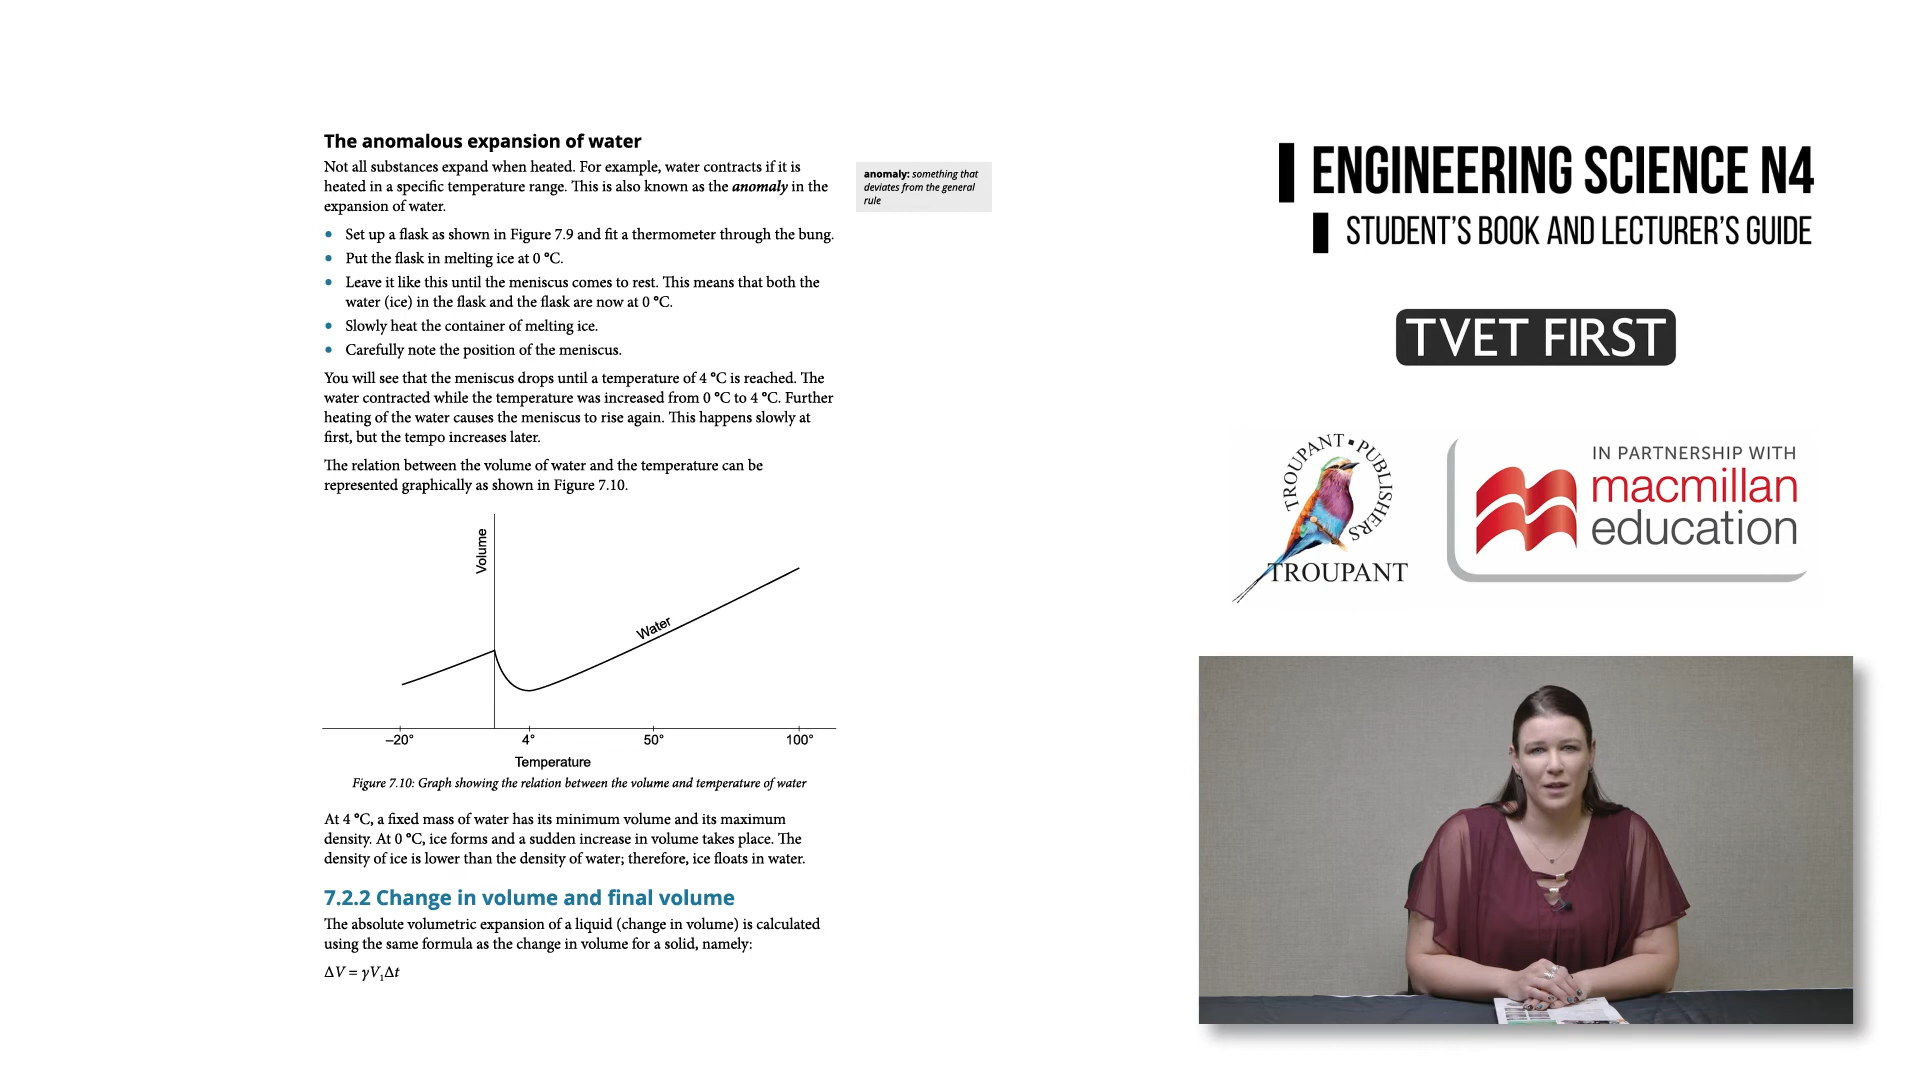 The anomalous expansion of water
Not all substances expand when heated. For example, water contracts if it is
heated in a specific temperature range. This is also known as the anomaly in the
expansion of water.
anomaly: something that
deviates from the general
rule
• Set up a flask as shown in Figure 7.9 and fit a thermometer through the bung.
• Put the flask in melting ice at 0 °C.
• Leave it like this until the meniscus comes to rest. This means that both the
water (ice) in the flask and the flask are now at 0 °C.
• Slowly heat the container of melting ice.
• Carefully note the position of the meniscus.
You will see that the meniscus drops until a temperature of 4 °C is reached. The
water contracted while the temperature was increased from 0 °C to 4 °C. Further
heating of the water causes the meniscus to rise again. This happens slowly at
first, but the tempo increases later.
The relation between the volume of water and the temperature can be
represented graphically as shown in Figure 7.10.
Volume
Water
–20° 4° 50° 100°
Temperature
Figure 7.10: Graph showing the relation between the volume and temperature of water
At 4 °C, a fixed mass of water has its minimum volume and its maximum
density. At 0 °C, ice forms and a sudden increase in volume takes place. The
density of ice is lower than the density of water; therefore, ice floats in water.
7.2.2 Change in volume and final volume
The absolute volumetric expansion of a liquid (change in volume) is calculated
using the same formula as the change in volume for a solid, namely:
ΔV = γV₁Δt
ENGINEERING SCIENCE N4
STUDENT'S BOOK AND LECTURER'S GUIDE
TVET FIRST
TROUPANT ▪ PUBLISHERS
TROUPANT
IN PARTNERSHIP WITH
macmillan
education